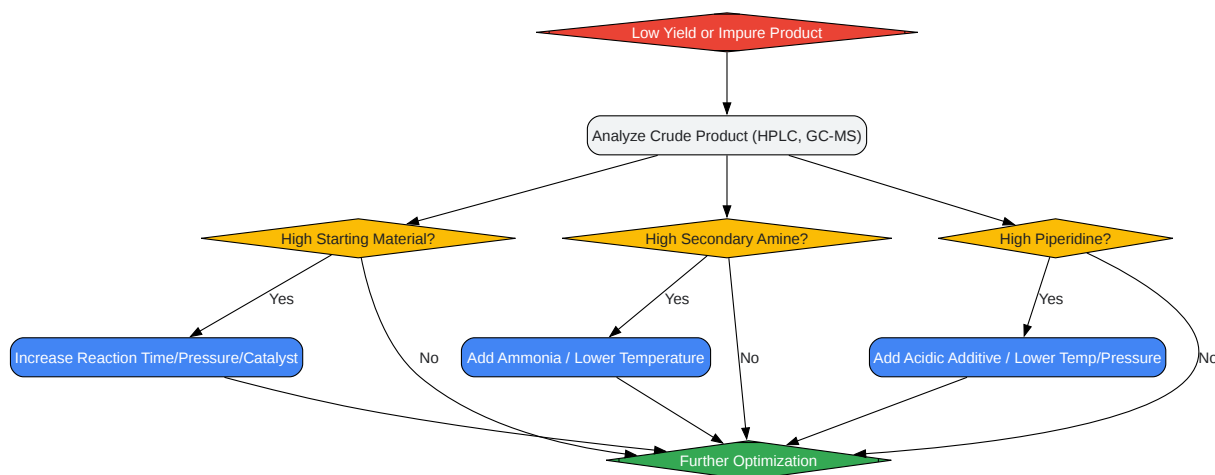 Low Yield or Impure Product
Analyze Crude Product (HPLC, GC-MS)
High Starting Material?
High Secondary Amine?
High Piperidine?
Yes
Yes
Yes
Increase Reaction Time/Pressure/Catalyst
No
Add Ammonia / Lower Temperature
No
Add Acidic Additive / Lower Temp/Pressure
No
Further Optimization